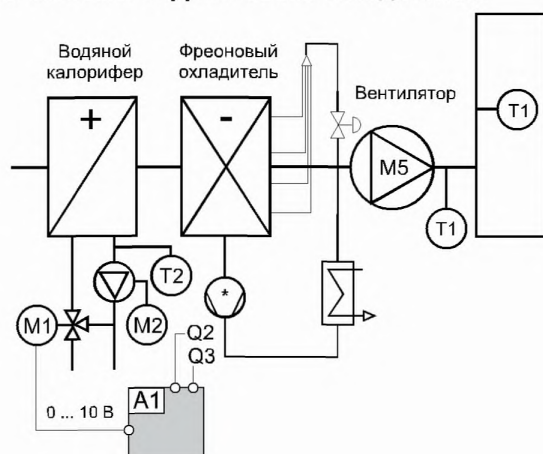 Водяной
калорифер
Фреоновый
охладитель
Вентилятор
+
-
M5
T1
T1
T2
*
M1
M2
Q2
Q3
A1
0 ... 10 В